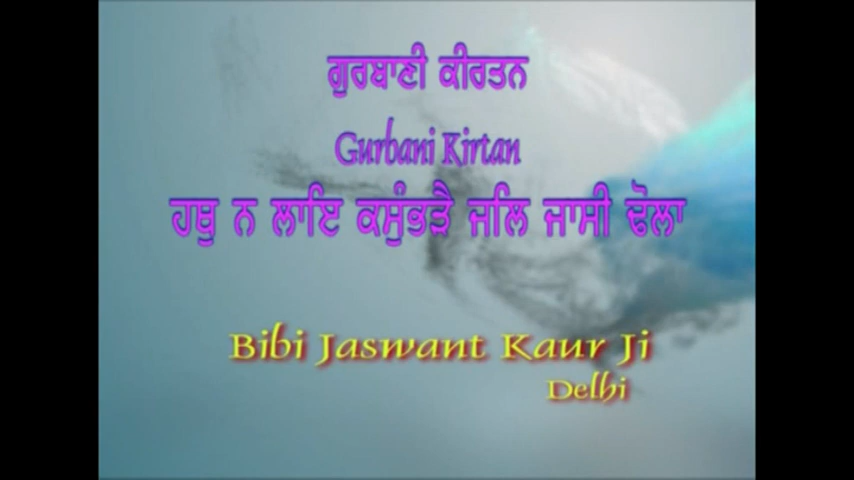 ਗੁਰਬਾਣੀ ਕੀਰਤਨ
Gurbani Kirtan
ਹਥੁ ਨ ਲਾਇ ਕਸੁੰਭੜੈ ਜਲਿ ਜਾਸੀ ਢੋਲਾ
Bibi Jaswant Kaur Ji
Delhi